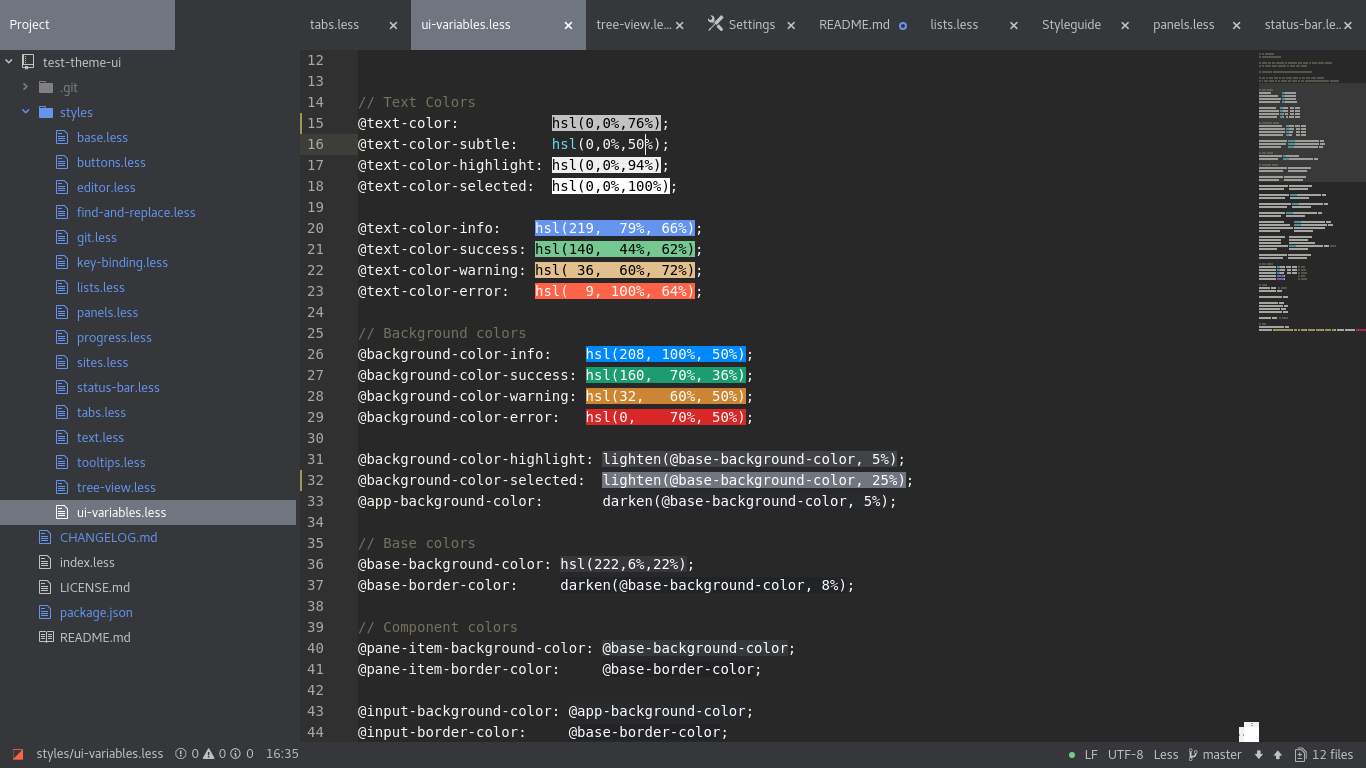 Project
tabs.less
ui-variables.less
tree-view.le...
Settings
README.md
lists.less
Styleguide
panels.less
status-bar.le...
test-theme-ui
.git
styles
base.less
buttons.less
editor.less
find-and-replace.less
git.less
key-binding.less
lists.less
panels.less
progress.less
sites.less
status-bar.less
tabs.less
text.less
tooltips.less
tree-view.less
ui-variables.less
CHANGELOG.md
index.less
LICENSE.md
package.json
README.md
12
13
14 // Text Colors
15 @text-color:           hsl(0,0%,76%);
16 @text-color-subtle:    hsl(0,0%,50%);
17 @text-color-highlight: hsl(0,0%,94%);
18 @text-color-selected:  hsl(0,0%,100%);
19
20 @text-color-info:    hsl(219,  79%, 66%);
21 @text-color-success: hsl(140,  44%, 62%);
22 @text-color-warning: hsl( 36,  60%, 72%);
23 @text-color-error:   hsl(  9, 100%, 64%);
24
25 // Background colors
26 @background-color-info:    hsl(208, 100%, 50%);
27 @background-color-success: hsl(160,  70%, 36%);
28 @background-color-warning: hsl(32,   60%, 50%);
29 @background-color-error:   hsl(0,    70%, 50%);
30
31 @background-color-highlight: lighten(@base-background-color, 5%);
32 @background-color-selected:  lighten(@base-background-color, 25%);
33 @app-background-color:       darken(@base-background-color, 5%);
34
35 // Base colors
36 @base-background-color: hsl(222,6%,22%);
37 @base-border-color:     darken(@base-background-color, 8%);
38
39 // Component colors
40 @pane-item-background-color: @base-background-color;
41 @pane-item-border-color:     @base-border-color;
42
43 @input-background-color: @app-background-color;
44 @input-border-color:     @base-border-color;
styles/ui-variables.less 0 0 0 16:35
LF UTF-8 Less master 12 files